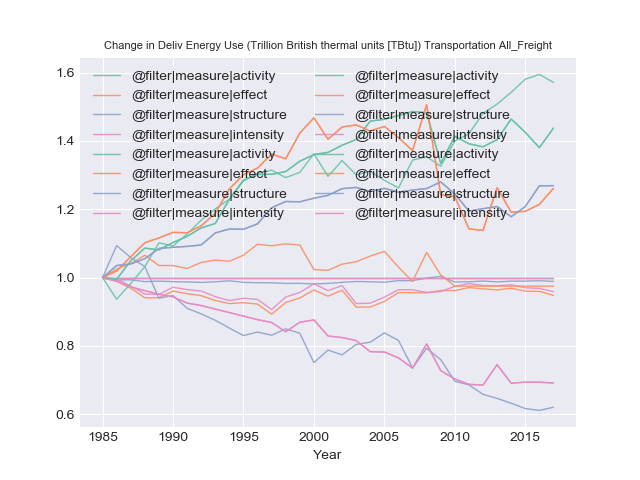 Change in Deliv Energy Use (Trillion British thermal units [TBtu]) Transportation All_Freight
1.6
1.4
1.2
1.0
0.8
0.6
@filter|measure|activity @filter|measure|activity
@filter|measure|effect @filter|measure|effect
@filter|measure|structure @filter|measure|structure
@filter|measure|intensity @filter|measure|intensity
@filter|measure|activity @filter|measure|activity
@filter|measure|effect @filter|measure|effect
@filter|measure|structure @filter|measure|structure
@filter|measure|intensity @filter|measure|intensity
1985 1990 1995 2000 2005 2010 2015
Year